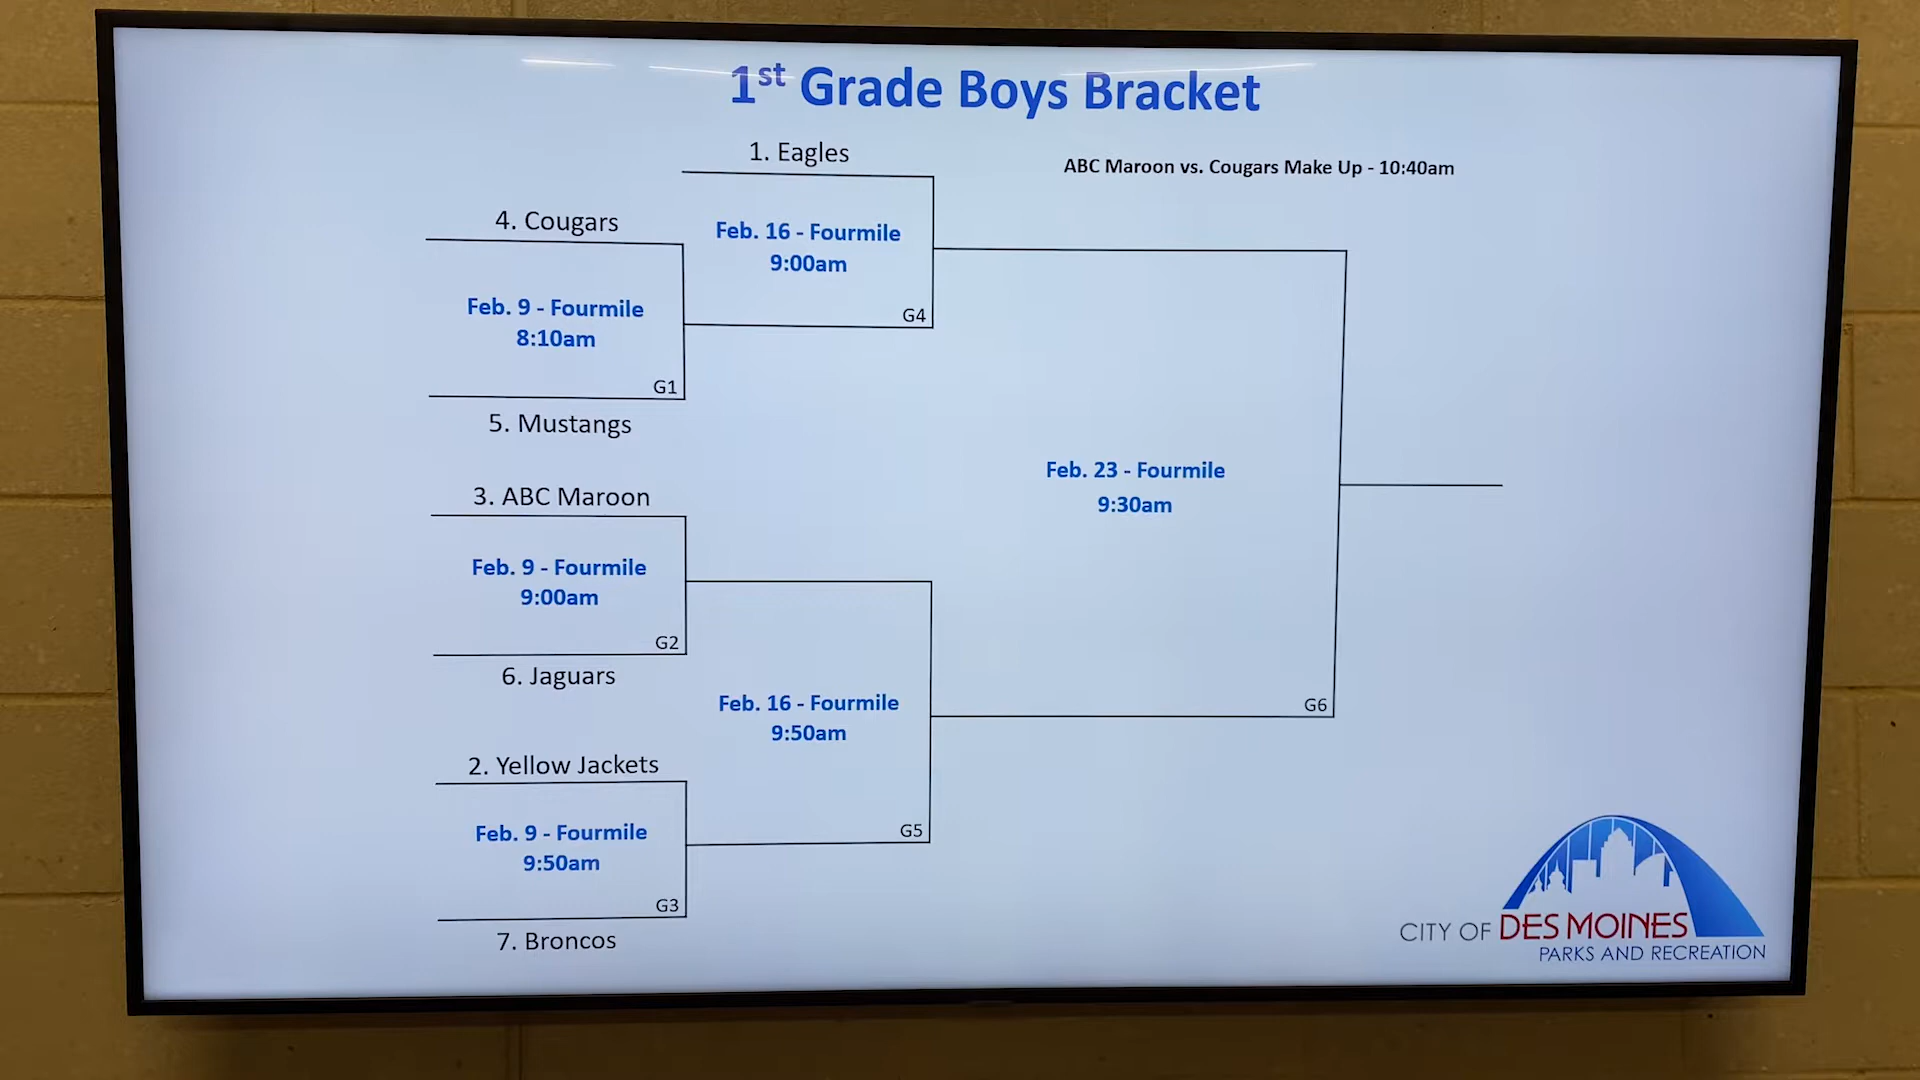 1st Grade Boys Bracket
1. Eagles
ABC Maroon vs. Cougars Make Up - 10:40am
4. Cougars
Feb. 16 - Fourmile
9:00am
G4
Feb. 9 - Fourmile
8:10am
G1
5. Mustangs
3. ABC Maroon
Feb. 9 - Fourmile
9:00am
G2
6. Jaguars
Feb. 23 - Fourmile
9:30am
G6
Feb. 16 - Fourmile
9:50am
G5
2. Yellow Jackets
Feb. 9 - Fourmile
9:50am
G3
7. Broncos
CITY OF DES MOINES
PARKS AND RECREATION